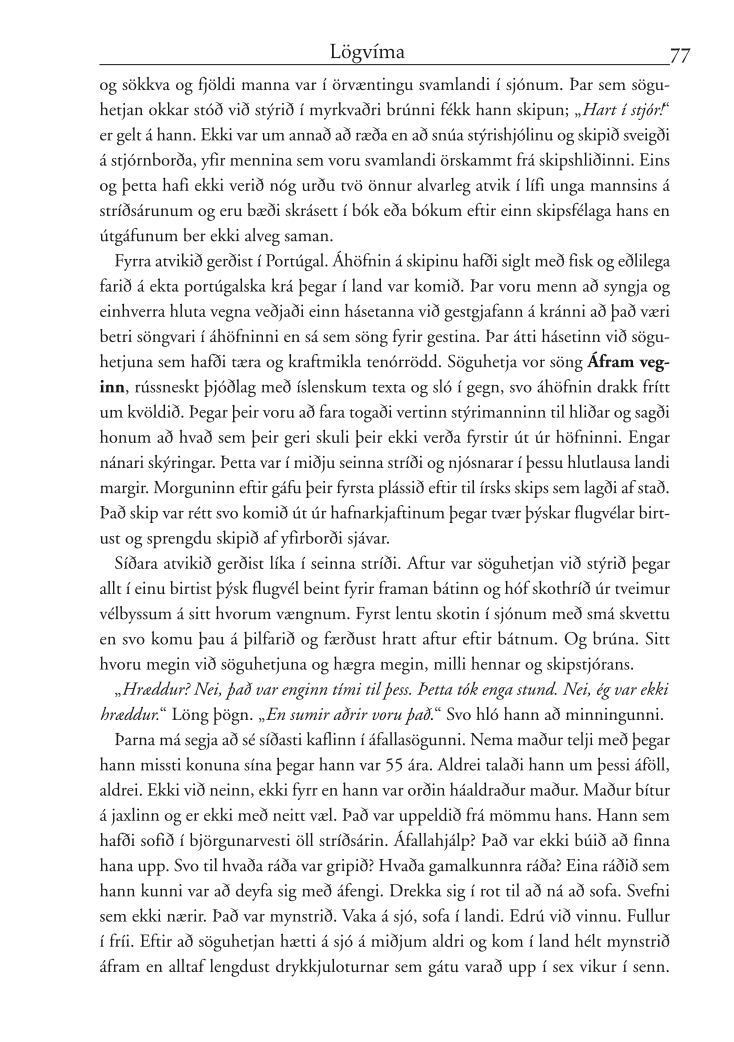 Lögvíma 77
og sökkva og fjöldi manna var í örvæntingu svamlandi í sjónum. Þar sem sögu-
hetjan okkar stóð við stýrið í myrkvaðri brúnni fékk hann skipun; „Hart í stjór!“
er gelt á hann. Ekki var um annað að ræða en að snúa stýrishjólinu og skipið sveigði
á stjórnborða, yfir mennina sem voru svamlandi örskammt frá skipshliðinni. Eins
og þetta hafi ekki verið nóg urðu tvö önnur alvarleg atvik í lífi unga mannsins á
stríðsárunum og eru bæði skrásett í bók eða bókum eftir einn skipsfélaga hans en
útgáfunum ber ekki alveg saman.
Fyrra atvikið gerðist í Portúgal. Áhöfnin á skipinu hafði siglt með fisk og eðlilega
farið á ekta portúgalska krá þegar í land var komið. Þar voru menn að syngja og
einhverra hluta vegna veðjaði einn hásetanna við gestgjafann á kránni að það væri
betri söngvari í áhöfninni en sá sem söng fyrir gestina. Þar átti hásetinn við sögu-
hetjuna sem hafði tæra og kraftmikla tenórrödd. Söguhetja vor söng Áfram veg-
inn, rússneskt þjóðlag með íslenskum texta og sló í gegn, svo áhöfnin drakk frítt
um kvöldið. Þegar þeir voru að fara togaði vertinn stýrimanninn til hliðar og sagði
honum að hvað sem þeir geri skuli þeir ekki verða fyrstir út úr höfninni. Engar
nánari skýringar. Þetta var í miðju seinna stríði og njósnarar í þessu hlutlausa landi
margir. Morguninn eftir gáfu þeir fyrsta plássið eftir til írsks skips sem lagði af stað.
Það skip var rétt svo komið út úr hafnarkjaftinum þegar tvær þýskar flugvélar birt-
ust og sprengdu skipið af yfirborði sjávar.
Síðara atvikið gerðist líka í seinna stríði. Aftur var söguhetjan við stýrið þegar
allt í einu birtist þýsk flugvél beint fyrir framan bátinn og hóf skothríð úr tveimur
vélbyssum á sitt hvorum vængnum. Fyrst lentu skotin í sjónum með smá skvettu
en svo komu þau á þilfarið og færðust hratt aftur eftir bátnum. Og brúna. Sitt
hvoru megin við söguhetjuna og hægra megin, milli hennar og skipstjórans.
„Hræddur? Nei, það var enginn tími til þess. Þetta tók enga stund. Nei, ég var ekki
hræddur.“ Löng þögn. „En sumir aðrir voru það.“ Svo hló hann að minningunni.
Þarna má segja að sé síðasti kaflinn í áfallasögunni. Nema maður telji með þegar
hann missti konuna sína þegar hann var 55 ára. Aldrei talaði hann um þessi áföll,
aldrei. Ekki við neinn, ekki fyrr en hann var orðin háaldraður maður. Maður bítur
á jaxlinn og er ekki með neitt væl. Það var uppeldið frá mömmu hans. Hann sem
hafði sofið í björgunarvesti öll stríðsárin. Áfallahjálp? Það var ekki búið að finna
hana upp. Svo til hvaða ráða var gripið? Hvaða gamalkunnra ráða? Eina ráðið sem
hann kunni var að deyfa sig með áfengi. Drekka sig í rot til að ná að sofa. Svefni
sem ekki nærir. Það var mynstrið. Vaka á sjó, sofa í landi. Edrú við vinnu. Fullur
í fríi. Eftir að söguhetjan hætti á sjó á miðjum aldri og kom í land hélt mynstrið
áfram en alltaf lengdust drykkjuloturnar sem gátu varað upp í sex vikur í senn.